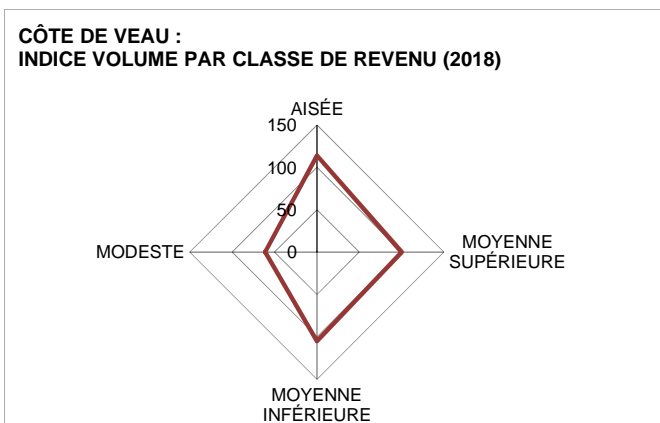 CÔTE DE VEAU :
INDICE VOLUME PAR CLASSE DE REVENU (2018)
AISÉE
150
100
50
0
MODESTE
MOYENNE
SUPÉRIEURE
MOYENNE
INFÉRIEURE